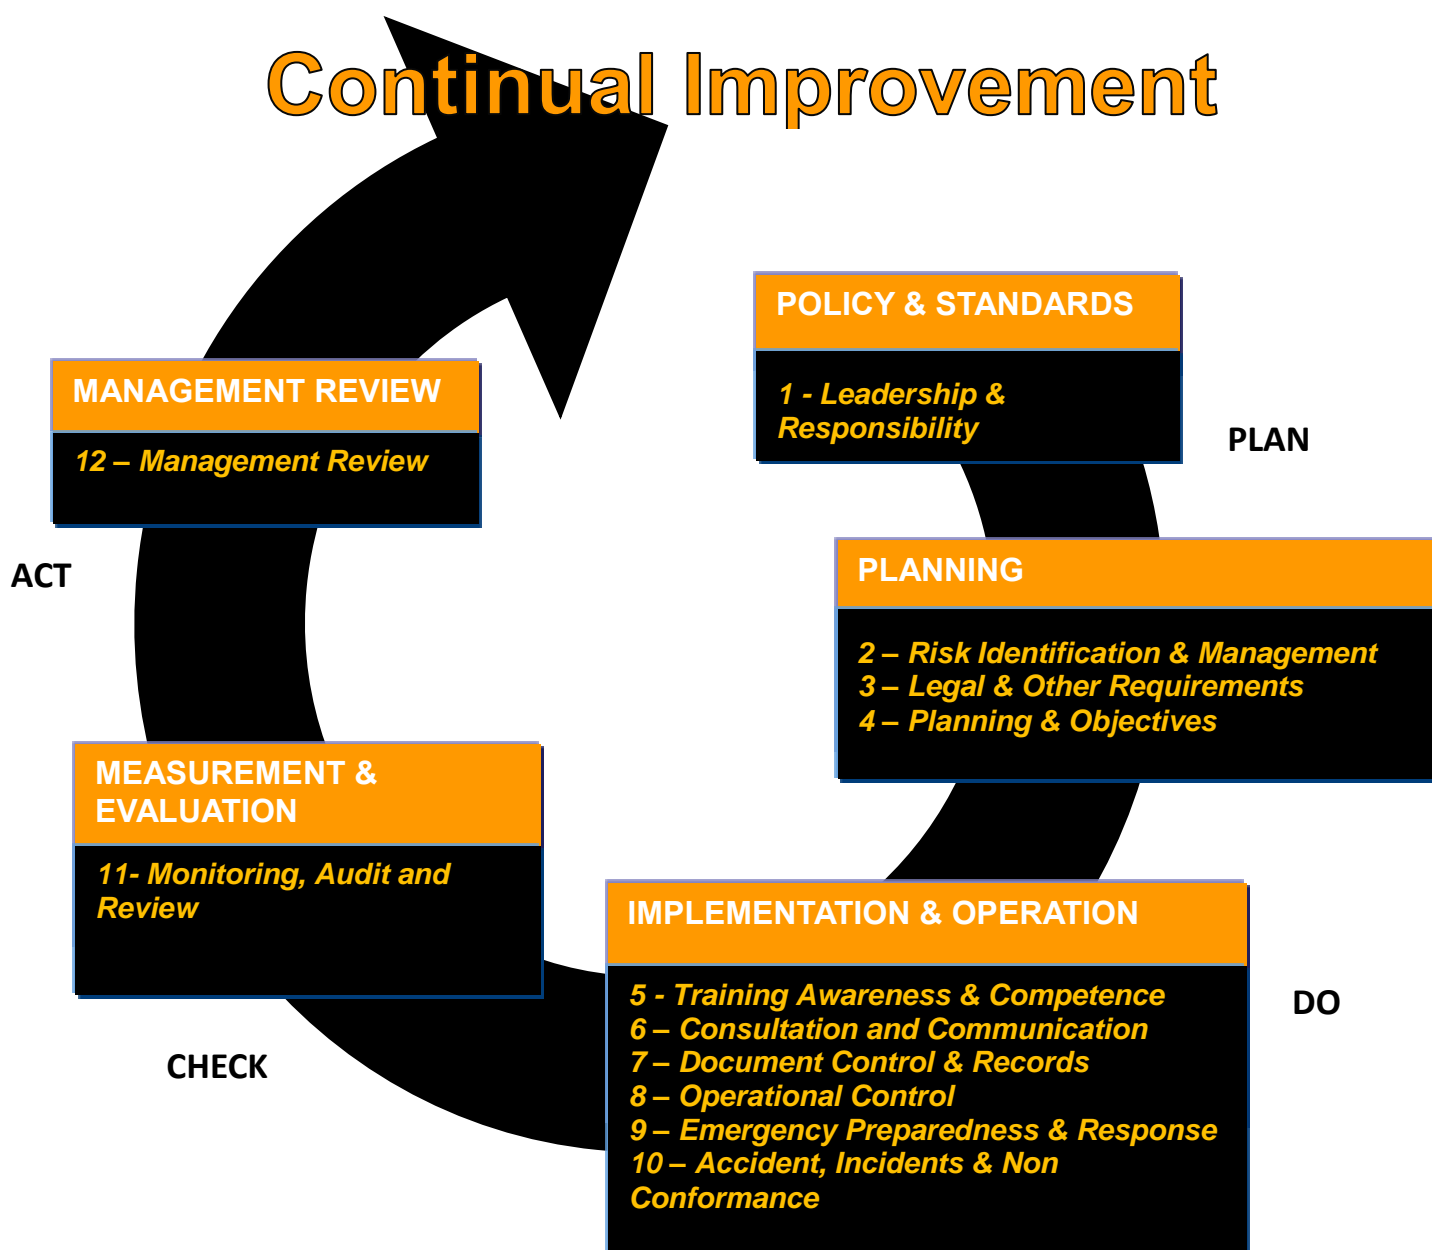 Continual Improvement
POLICY & STANDARDS
1 - Leadership &
Responsibility
PLAN
PLANNING
2 – Risk Identification & Management
3 – Legal & Other Requirements
4 – Planning & Objectives
IMPLEMENTATION & OPERATION
5 - Training Awareness & Competence
6 – Consultation and Communication
7 – Document Control & Records
8 – Operational Control
9 – Emergency Preparedness & Response
10 – Accident, Incidents & Non
Conformance
DO
MEASUREMENT &
EVALUATION
11- Monitoring, Audit and
Review
CHECK
MANAGEMENT REVIEW
12 – Management Review
ACT